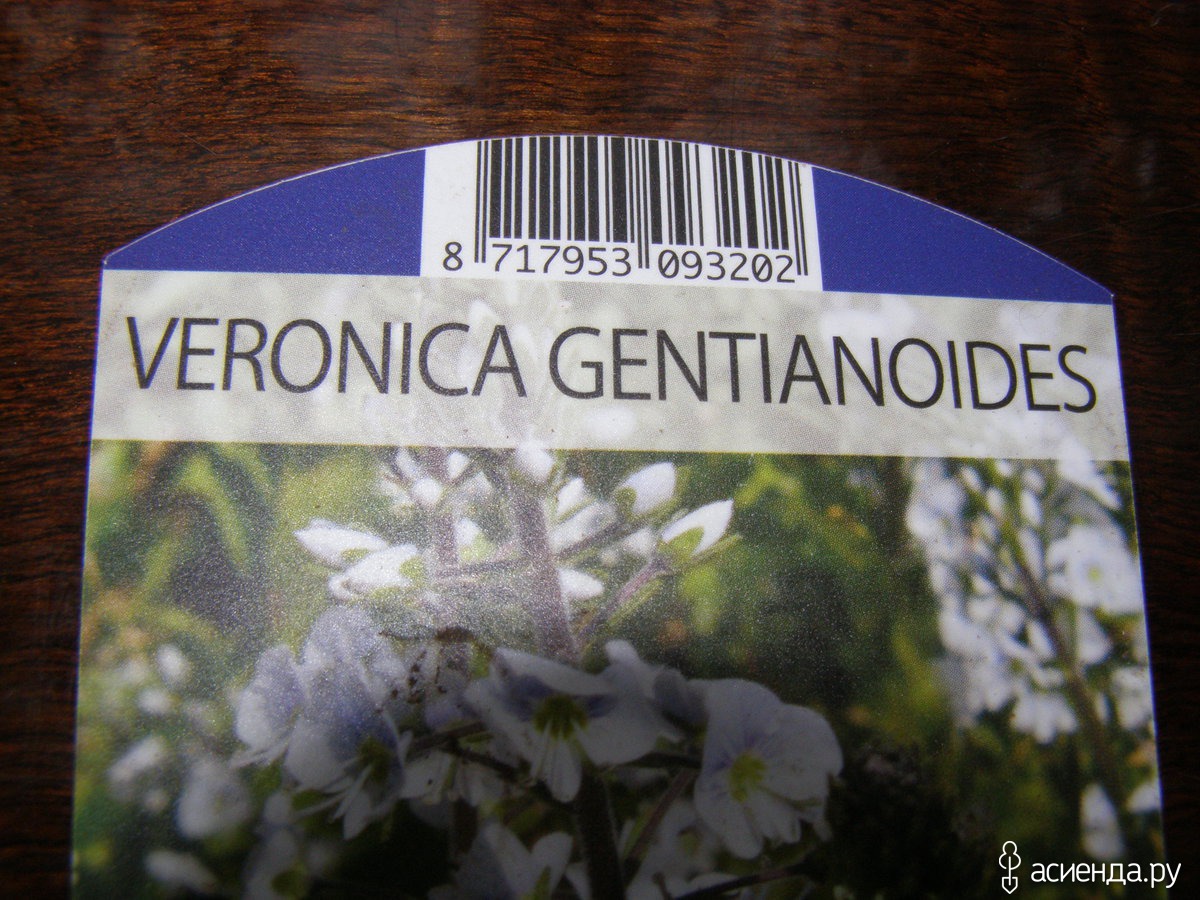 8 717953 093202
VERONICA GENTIANOIDES
асиенда.ру